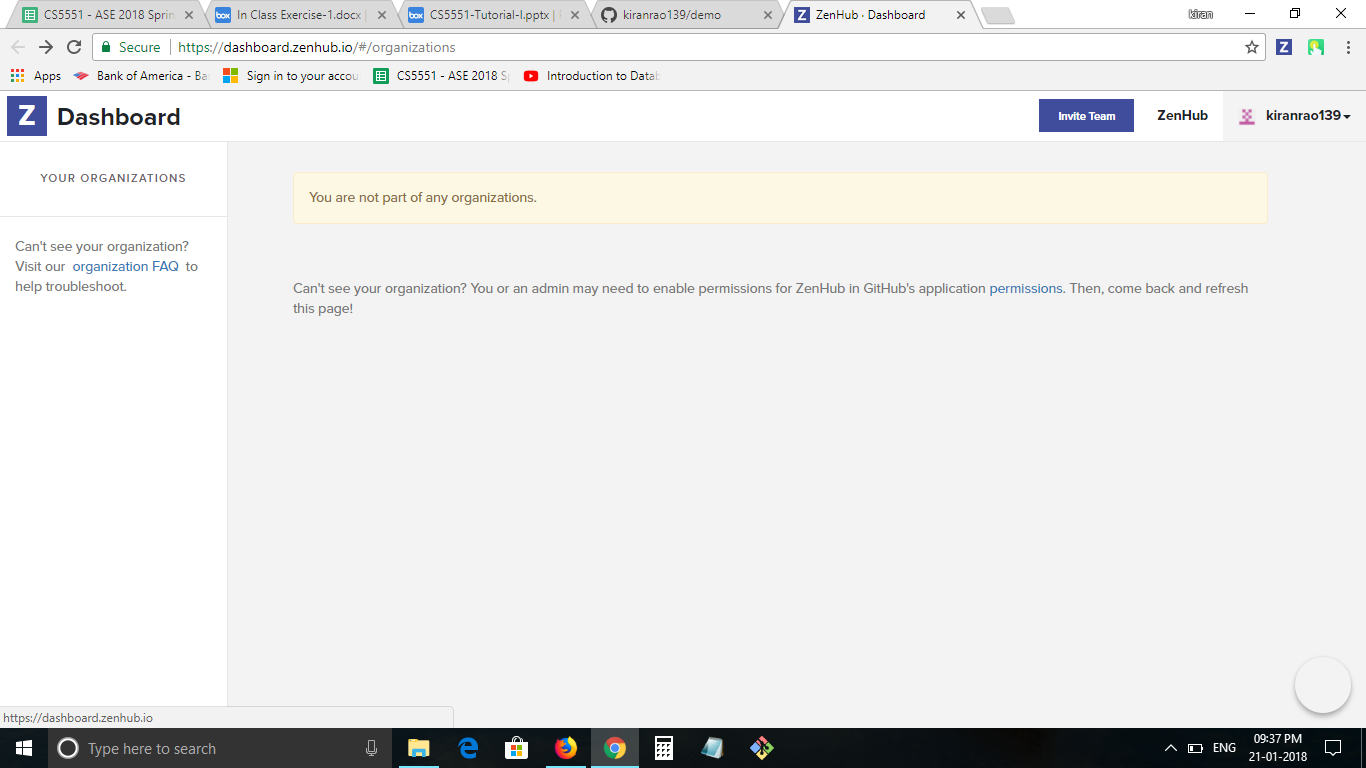 CS5551 - ASE 2018 Sprin
In Class Exercise-1.docx |
CS5551-Tutorial-I.pptx |
kiranrao139/demo
ZenHub · Dashboard
kiran
Secure
https://dashboard.zenhub.io/#/organizations
Z
Apps
Bank of America - Ba
Sign in to your accou
CS5551 - ASE 2018 S
Introduction to Datab
Z
Dashboard
Invite Team
ZenHub
kiranrao139
YOUR ORGANIZATIONS
Can't see your organization?
Visit our organization FAQ to
help troubleshoot.
You are not part of any organizations.
Can't see your organization? You or an admin may need to enable permissions for ZenHub in GitHub's application permissions. Then, come back and refresh
this page!
https://dashboard.zenhub.io
Type here to search
ENG
09:37 PM
21-01-2018